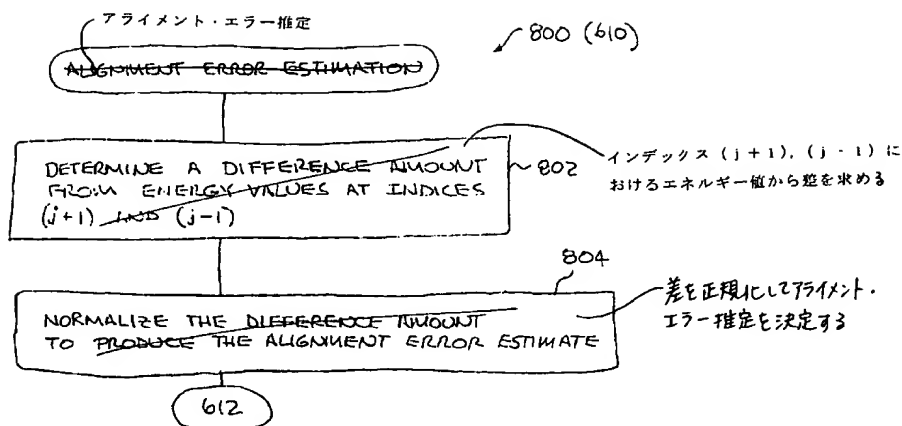 アライメント・エラー推定
800 (610)
ALIGNMENT ERROR ESTIMATION
DETERMINE A DIFFERENCE AMOUNT
FROM ENERGY VALUES AT INDICES
(j+1) AND (j-1)
802
インデックス (j+1), (j-1) に
おけるエネルギー値から差を求める
804
NORMALIZE THE DIFFERENCE AMOUNT
TO PRODUCE THE ALIGNMENT ERROR ESTIMATE
差を正規化してアライメント・
エラー推定を決定する
612